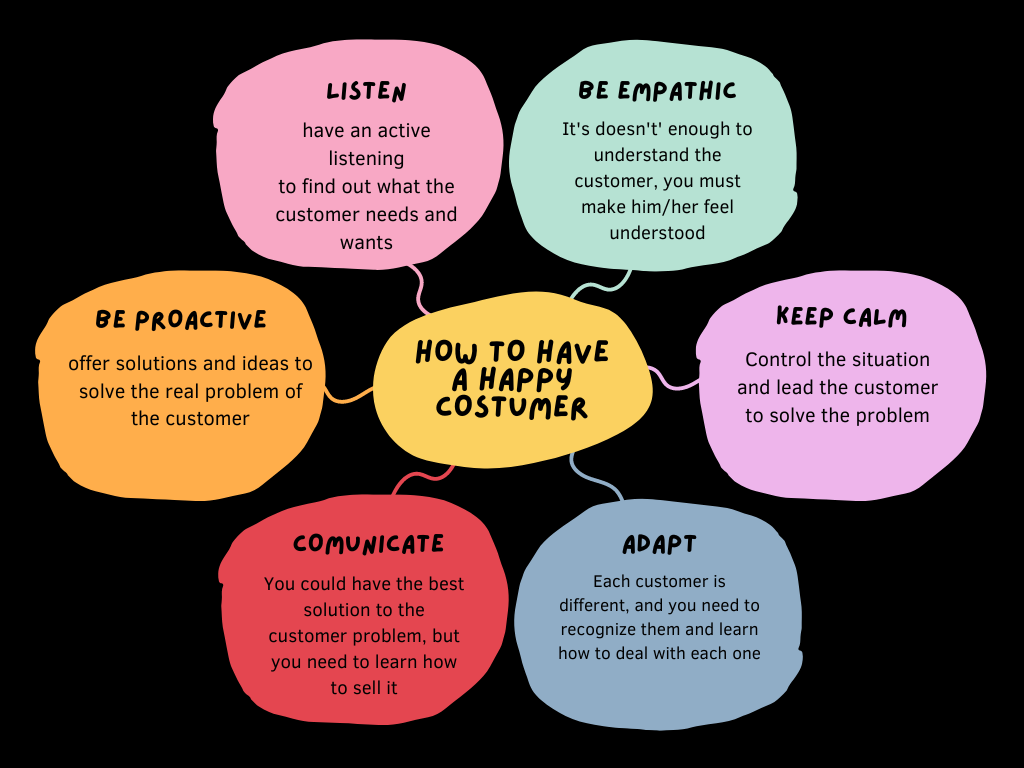 LISTEN
have an active
listening
to find out what the
customer needs and
wants
BE EMPATHIC
It's doesn't' enough to
understand the
customer, you must
make him/her feel
understood
BE PROACTIVE
offer solutions and ideas to
solve the real problem of
the customer
HOW TO HAVE
A HAPPY
COSTUMER
KEEP CALM
Control the situation
and lead the customer
to solve the problem
COMUNICATE
You could have the best
solution to the
customer problem, but
you need to learn how
to sell it
ADAPT
Each customer is
different, and you need to
recognize them and learn
how to deal with each one